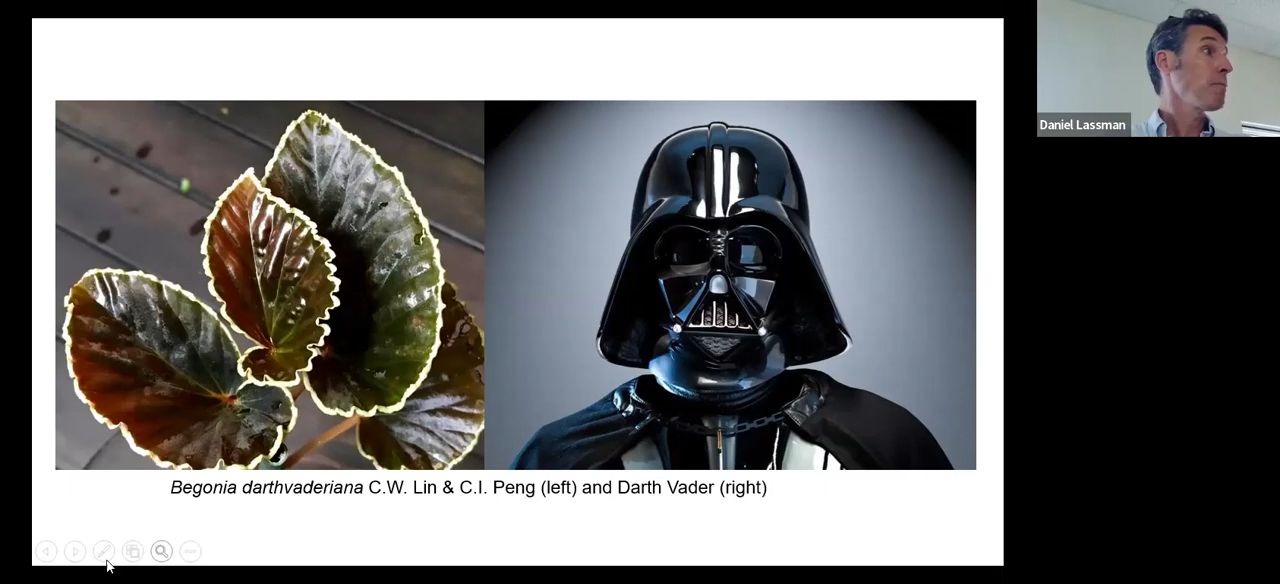 Daniel Lassman
Begonia darthvaderiana C.W. Lin & C.I. Peng (left) and Darth Vader (right)